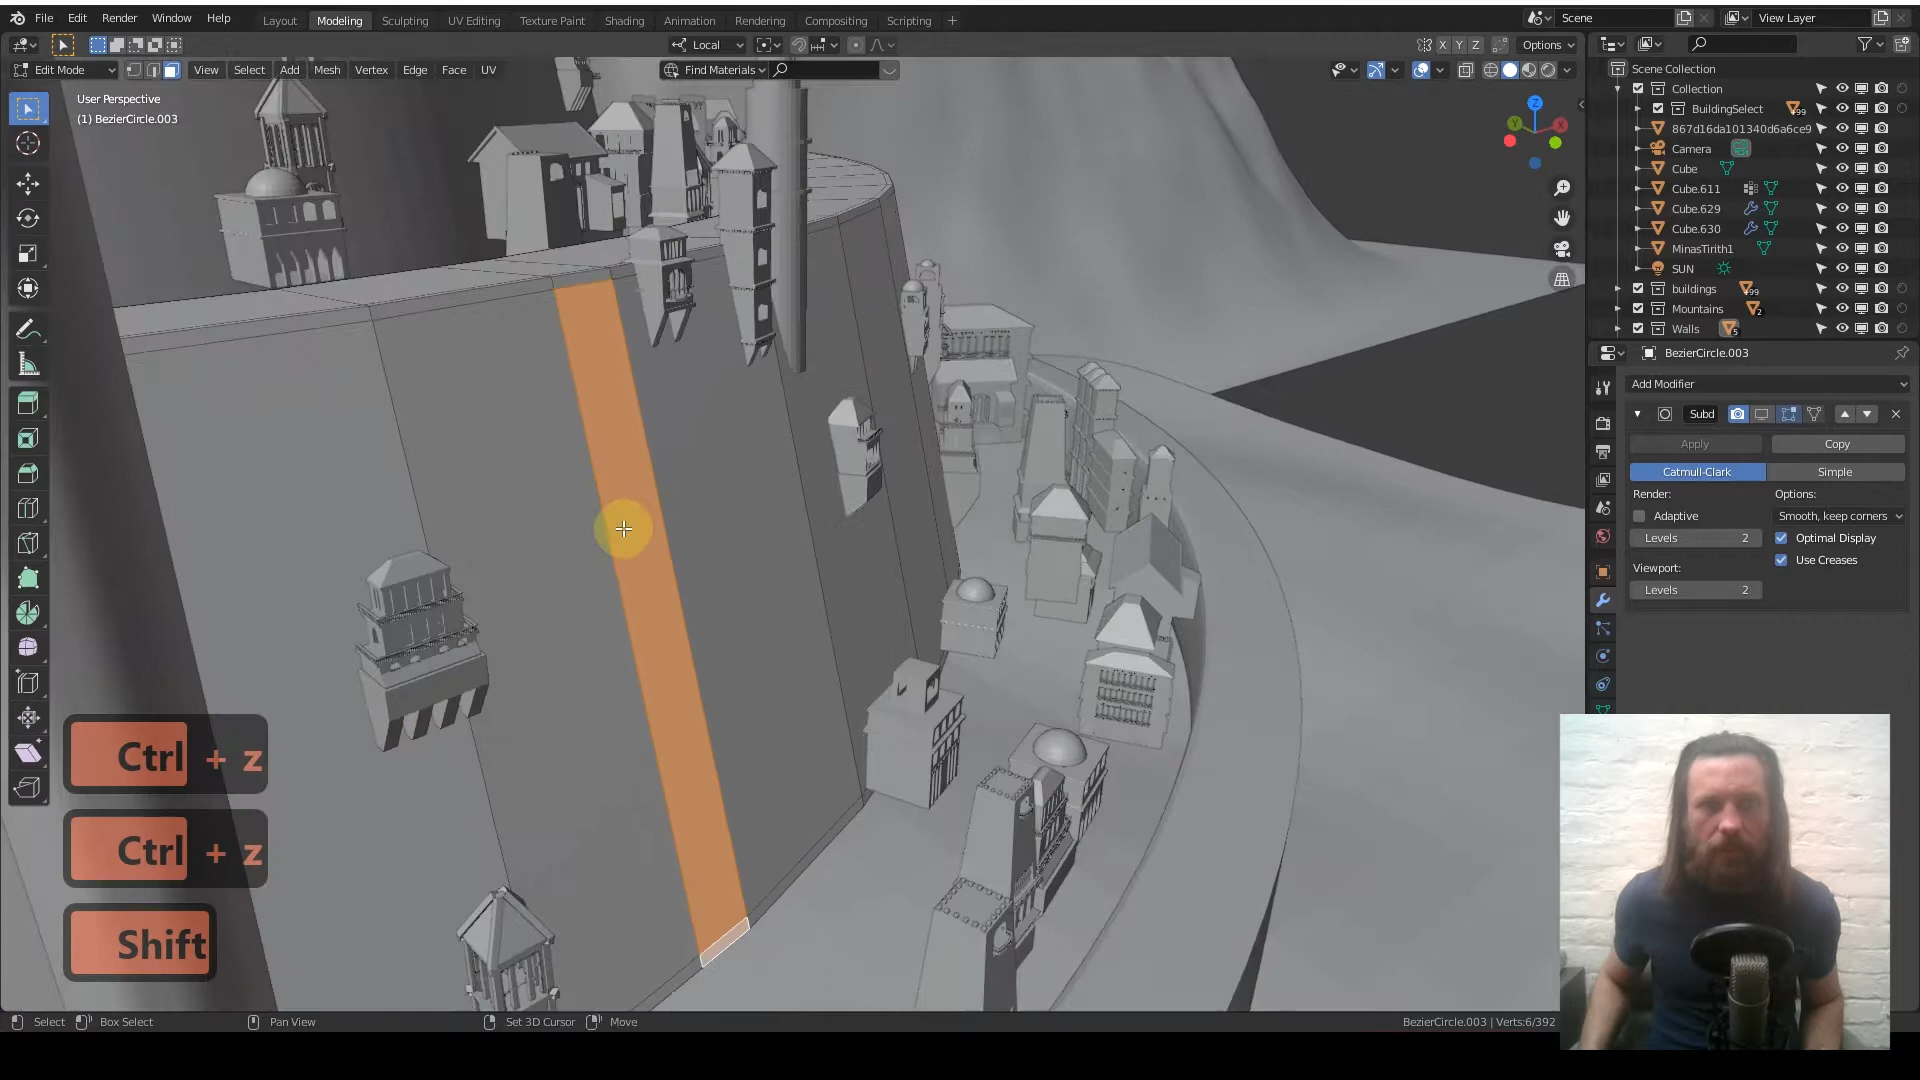 File Edit Render Window Help Layout Modeling Sculpting UV Editing Texture Paint Shading Animation Rendering Compositing Scripting + Scene View Layer
Local X Y Z Options
Edit Mode View Select Add Mesh Vertex Edge Face UV Find Materials
User Perspective
(1) BezierCircle.003
Z
Y X
Scene Collection
Collection
BuildingSelect +99
867d16da101340d6a6ce9
Camera
Cube
Cube.611
Cube.629
Cube.630
MinasTirith1
SUN
buildings +99
Mountains 2
Walls 5
BezierCircle.003
Add Modifier
Subd
Apply Copy
Catmull-Clark Simple
Render: Options:
Adaptive Smooth, keep corners
Levels 2 Optimal Display
Viewport: Use Creases
Levels 2
Ctrl + z
Ctrl + z
Shift
Select Box Select Pan View Set 3D Cursor Move BezierCircle.003 | Verts:6/392